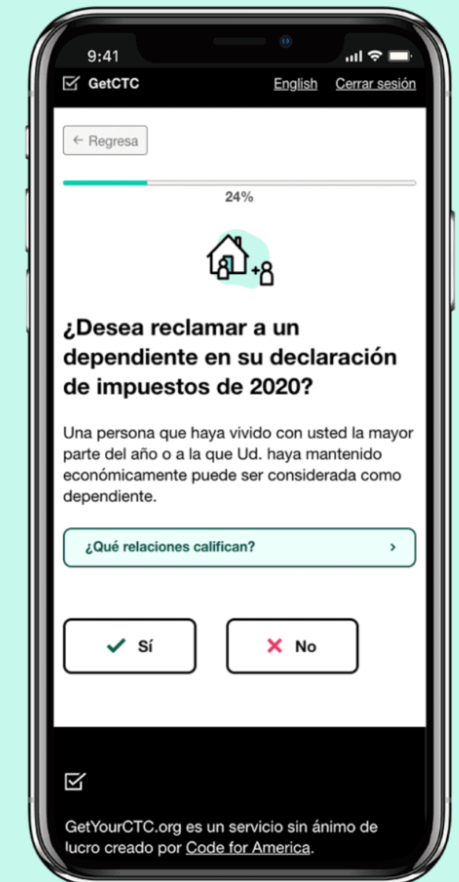 9:41
GetCTC English Cerrar sesión
← Regresa
24%
¿Desea reclamar a un
dependiente en su declaración
de impuestos de 2020?
Una persona que haya vivido con usted la mayor
parte del año o a la que Ud. haya mantenido
económicamente puede ser considerada como
dependiente.
¿Qué relaciones califican? >
Sí No
GetYourCTC.org es un servicio sin ánimo de
lucro creado por Code for America.